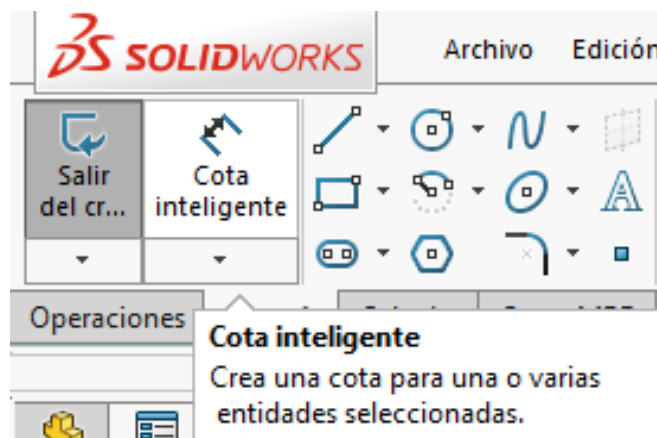 SOLIDWORKS
Archivo Edición
Salir
del cr...
Cota
inteligente
Operaciones
Cota inteligente
Crea una cota para una o varias
entidades seleccionadas.